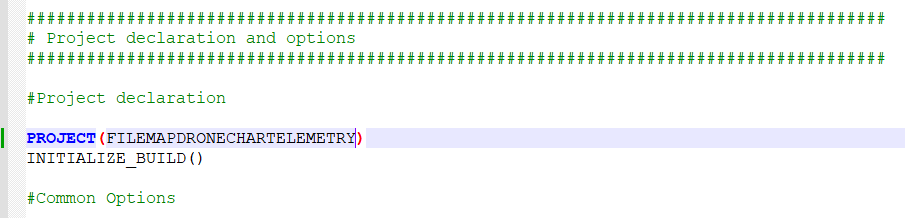 ######################################################################################
# Project declaration and options
######################################################################################
#Project declaration
PROJECT(FILEMAPDRONECHARTELEMETRY)
INITIALIZE_BUILD()
#Common Options